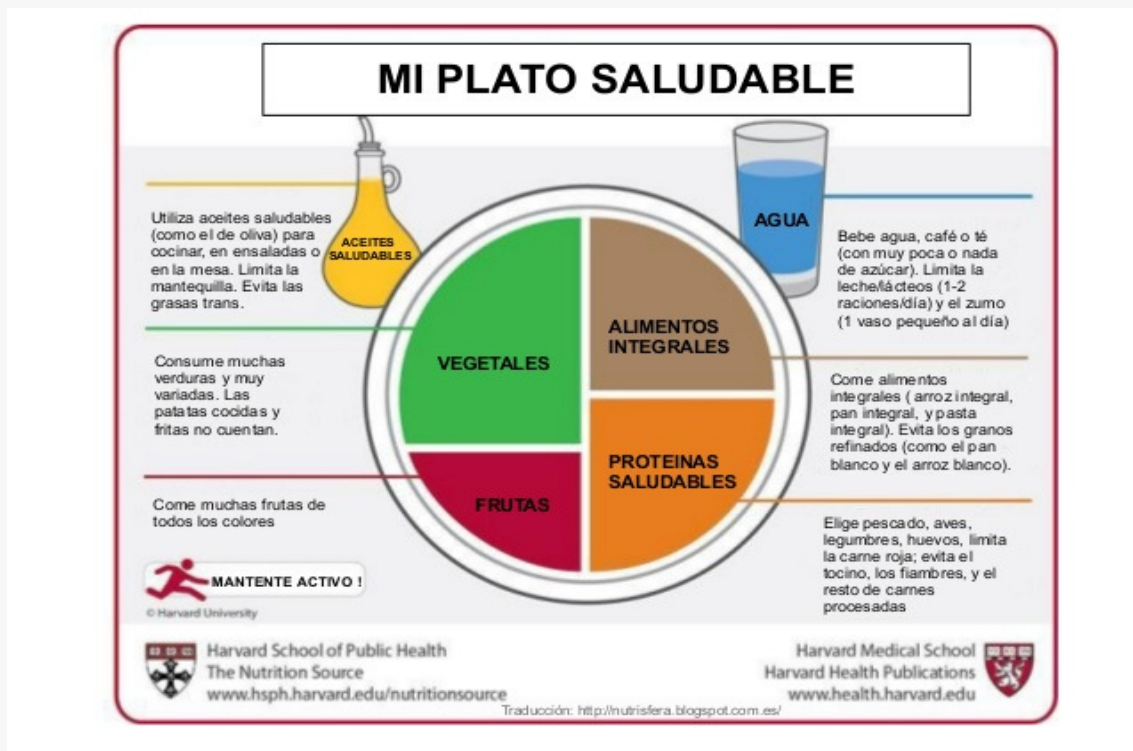 MI PLATO SALUDABLE
Utiliza aceites saludables
(como el de oliva) para
cocinar, en ensaladas o
en la mesa. Limita la
mantequilla. Evita las
grasas trans.
ACEITES
SALUDABLES
AGUA
Bebe agua, café o té
(con muy poca o nada
de azúcar). Limita la
leche/lácteos (1-2
raciones/día) y el zumo
(1 vaso pequeño al día)
VEGETALES
ALIMENTOS
INTEGRALES
Consume muchas
verduras y muy
variadas. Las
patatas cocidas y
fritas no cuentan.
Come alimentos
integrales ( arroz integral,
pan integral, y pasta
integral). Evita los granos
refinados (como el pan
blanco y el arroz blanco).
FRUTAS
PROTEINAS
SALUDABLES
Come muchas frutas de
todos los colores
Elige pescado, aves,
legumbres, huevos, limita
la carne roja; evita el
tocino, los fiambres, y el
resto de carnes
procesadas
MANTENTE ACTIVO !
© Harvard University
Harvard School of Public Health
The Nutrition Source
www.hsph.harvard.edu/nutritionsource
Harvard Medical School
Harvard Health Publications
www.health.harvard.edu
Traducción: http://nutrisfera.blogspot.com.es/